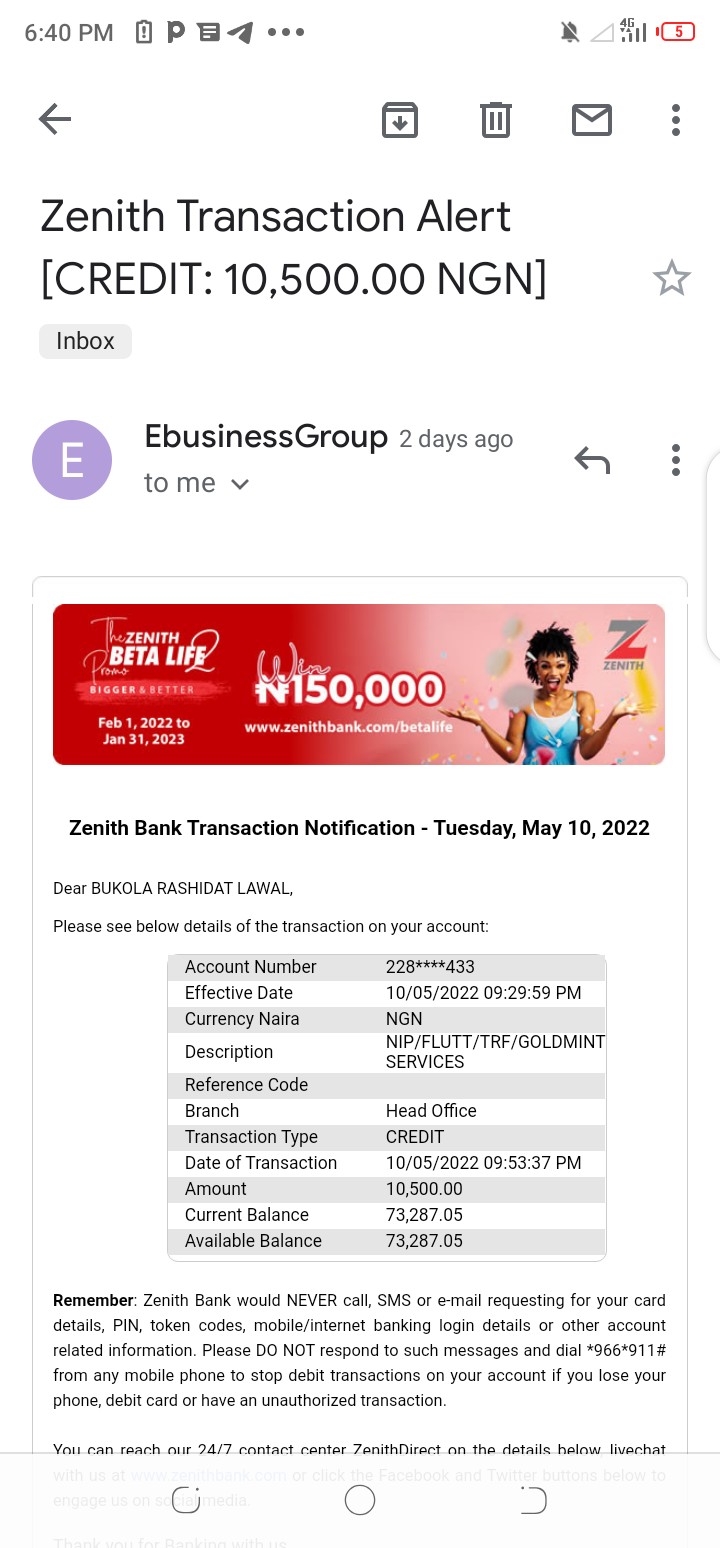 6:40 PM
4G
5
Zenith Transaction Alert
[CREDIT: 10,500.00 NGN]
Inbox
E
EbusinessGroup 2 days ago
to me
The ZENITH
BETA LIFE
Promo
BIGGER & BETTER
Feb 1, 2022 to
Jan 31, 2023
Win
₦150,000
www.zenithbank.com/betalife
ZENITH
Zenith Bank Transaction Notification - Tuesday, May 10, 2022
Dear BUKOLA RASHIDAT LAWAL,
Please see below details of the transaction on your account:
Account Number 228****433
Effective Date 10/05/2022 09:29:59 PM
Currency Naira NGN
Description NIP/FLUTT/TRF/GOLDMINT
SERVICES
Reference Code
Branch Head Office
Transaction Type CREDIT
Date of Transaction 10/05/2022 09:53:37 PM
Amount 10,500.00
Current Balance 73,287.05
Available Balance 73,287.05
Remember: Zenith Bank would NEVER call, SMS or e-mail requesting for your card
details, PIN, token codes, mobile/internet banking login details or other account
related information. Please DO NOT respond to such messages and dial *966*911#
from any mobile phone to stop debit transactions on your account if you lose your
phone, debit card or have an unauthorized transaction.
You can reach our 24/7 contact center ZenithDirect on the details below, livechat
with us at www.zenithbank.com or click the Facebook and Twitter buttons below to
engage us on social media.
Thank you for Banking with us